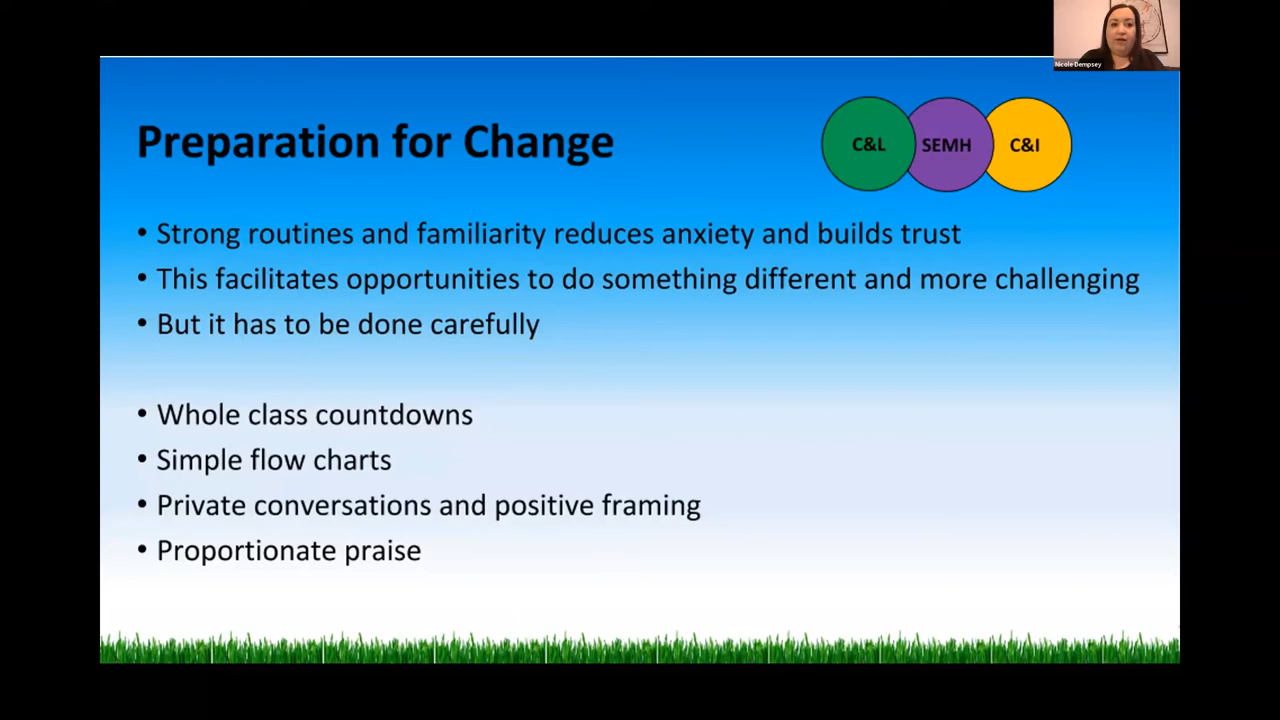 Nicole Dempsey
Preparation for Change
C&L SEMH C&I
• Strong routines and familiarity reduces anxiety and builds trust
• This facilitates opportunities to do something different and more challenging
• But it has to be done carefully
• Whole class countdowns
• Simple flow charts
• Private conversations and positive framing
• Proportionate praise